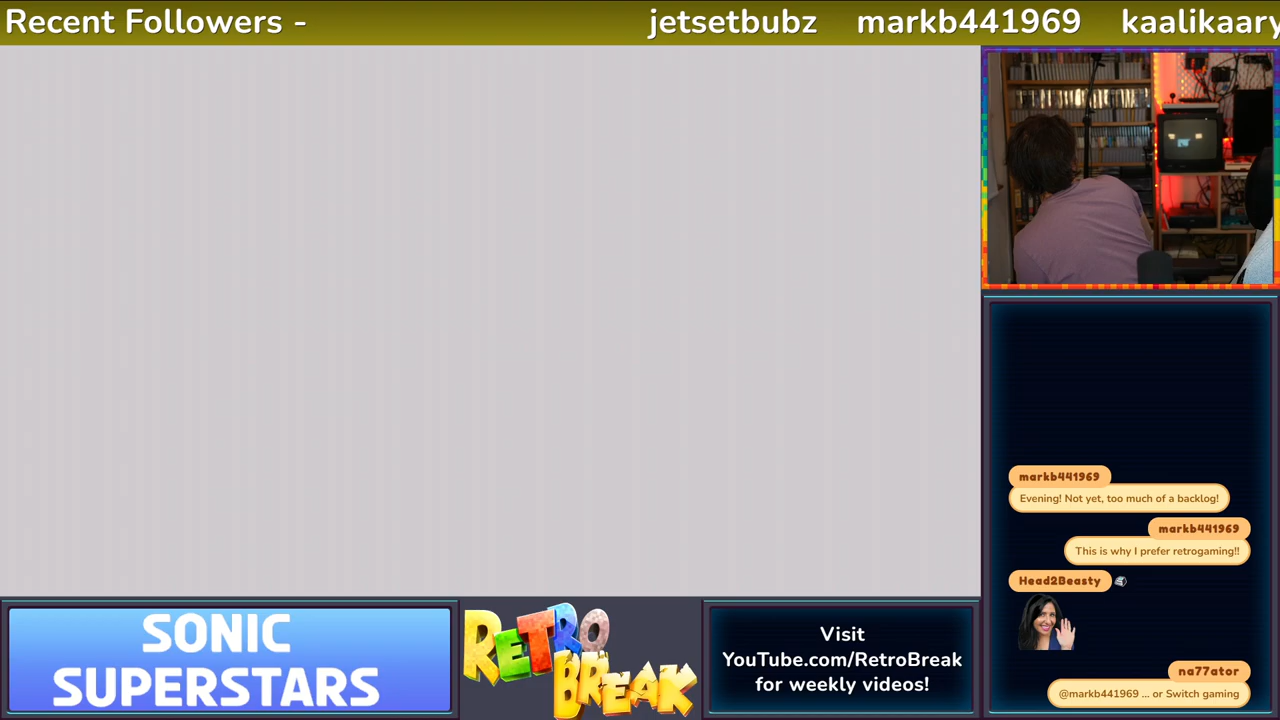 Recent Followers -
jetsetbubz
markb441969
kaalikaary
markb441969
Evening! Not yet, too much of a backlog!
markb441969
This is why I prefer retrogaming!!
Head2Beasty
na77ator
@markb441969 ... or Switch gaming
SONIC
SUPERSTARS
RETRO
BREAK
Visit
YouTube.com/RetroBreak
for weekly videos!